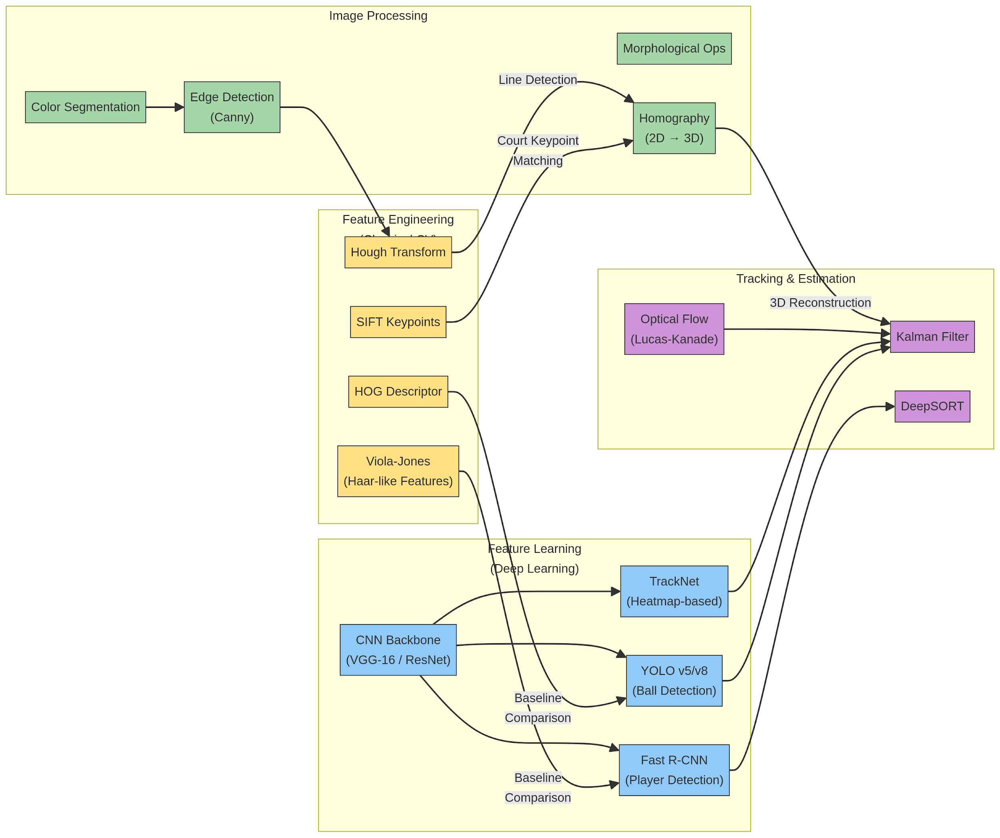 Image Processing
Morphological Ops
Line Detection
Color Segmentation
Edge Detection
(Canny)
Homography
(2D → 3D)
Court Keypoint
Matching
Feature Engineering
Hough Transform
SIFT Keypoints
HOG Descriptor
Viola-Jones
(Haar-like Features)
Tracking & Estimation
3D Reconstruction
Optical Flow
(Lucas-Kanade)
Kalman Filter
DeepSORT
Feature Learning
(Deep Learning)
TrackNet
(Heatmap-based)
CNN Backbone
(VGG-16 / ResNet)
YOLO v5/v8
(Ball Detection)
Baseline
Comparison
Fast R-CNN
(Player Detection)
Baseline
Comparison